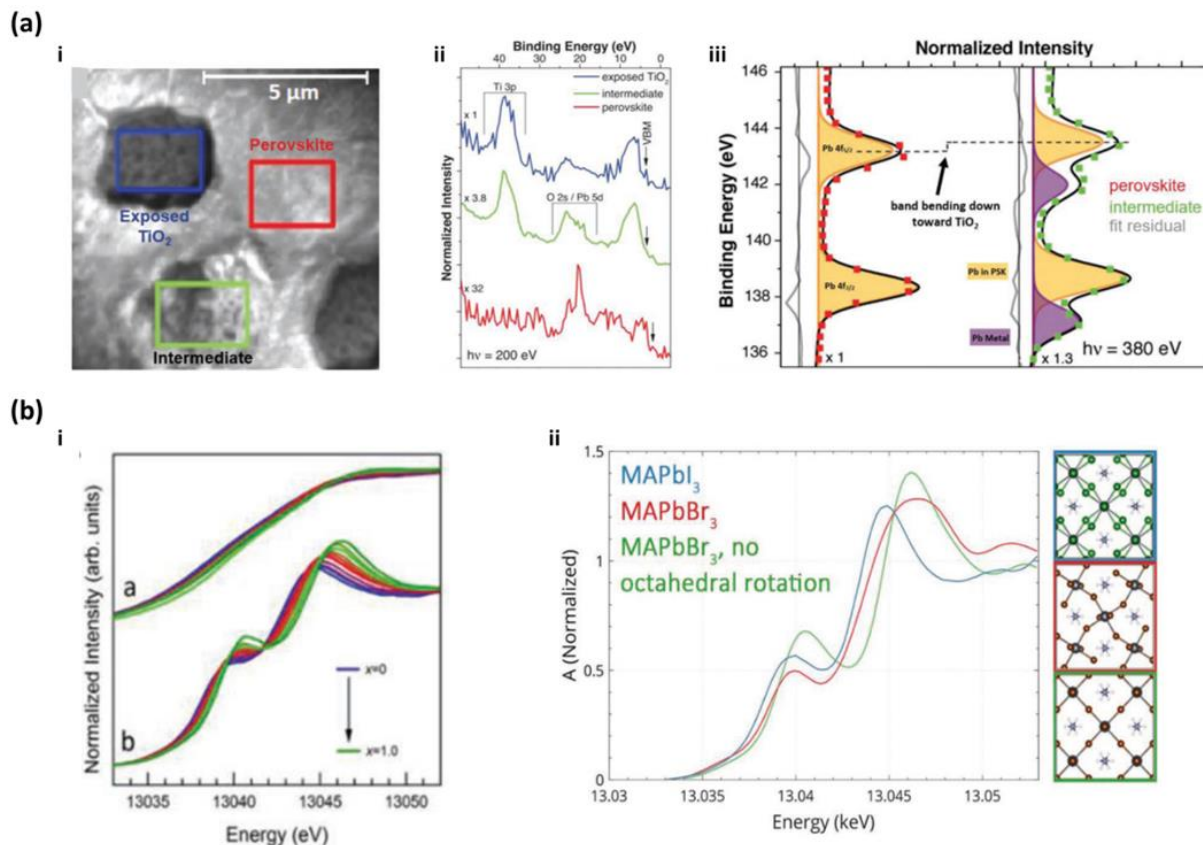 (a)
i
5 μm
Perovskite
Exposed
TiO₂
Intermediate
ii
Binding Energy (eV)
40
20
0
exposed TiO₂
intermediate
perovskite
Ti 3p
VBM
x 1
x 3.8
O 2s / Pb 5d
x 32
hν = 200 eV
Normalized Intensity
iii
Normalized Intensity
146
144
142
140
138
136
Binding Energy (eV)
Pb 4f₅/₂
band bending down
toward TiO₂
perovskite
intermediate
fit residual
Pb in PSK
Pb 4f₇/₂
Pb Metal
x 1
x 1.3
hν = 380 eV
(b)
i
Normalized Intensity (arb. units)
a
b
x=0
x=1.0
13035
13040
13045
13050
Energy (eV)
ii
A (Normalized)
1.5
1
0.5
0
MAPbI₃
MAPbBr₃
MAPbBr₃, no
octahedral rotation
13.03
13.035
13.04
13.045
13.05
Energy (keV)